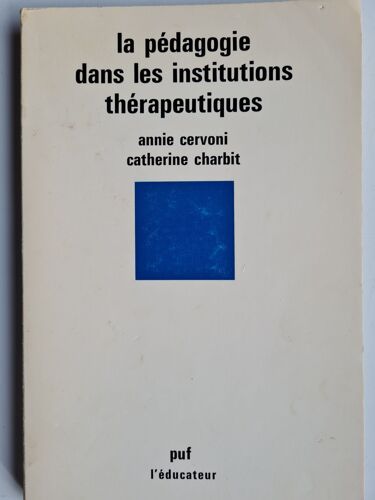 la pédagogie
dans les institutions
thérapeutiques
annie cervoni
catherine charbit
puf
l'éducateur